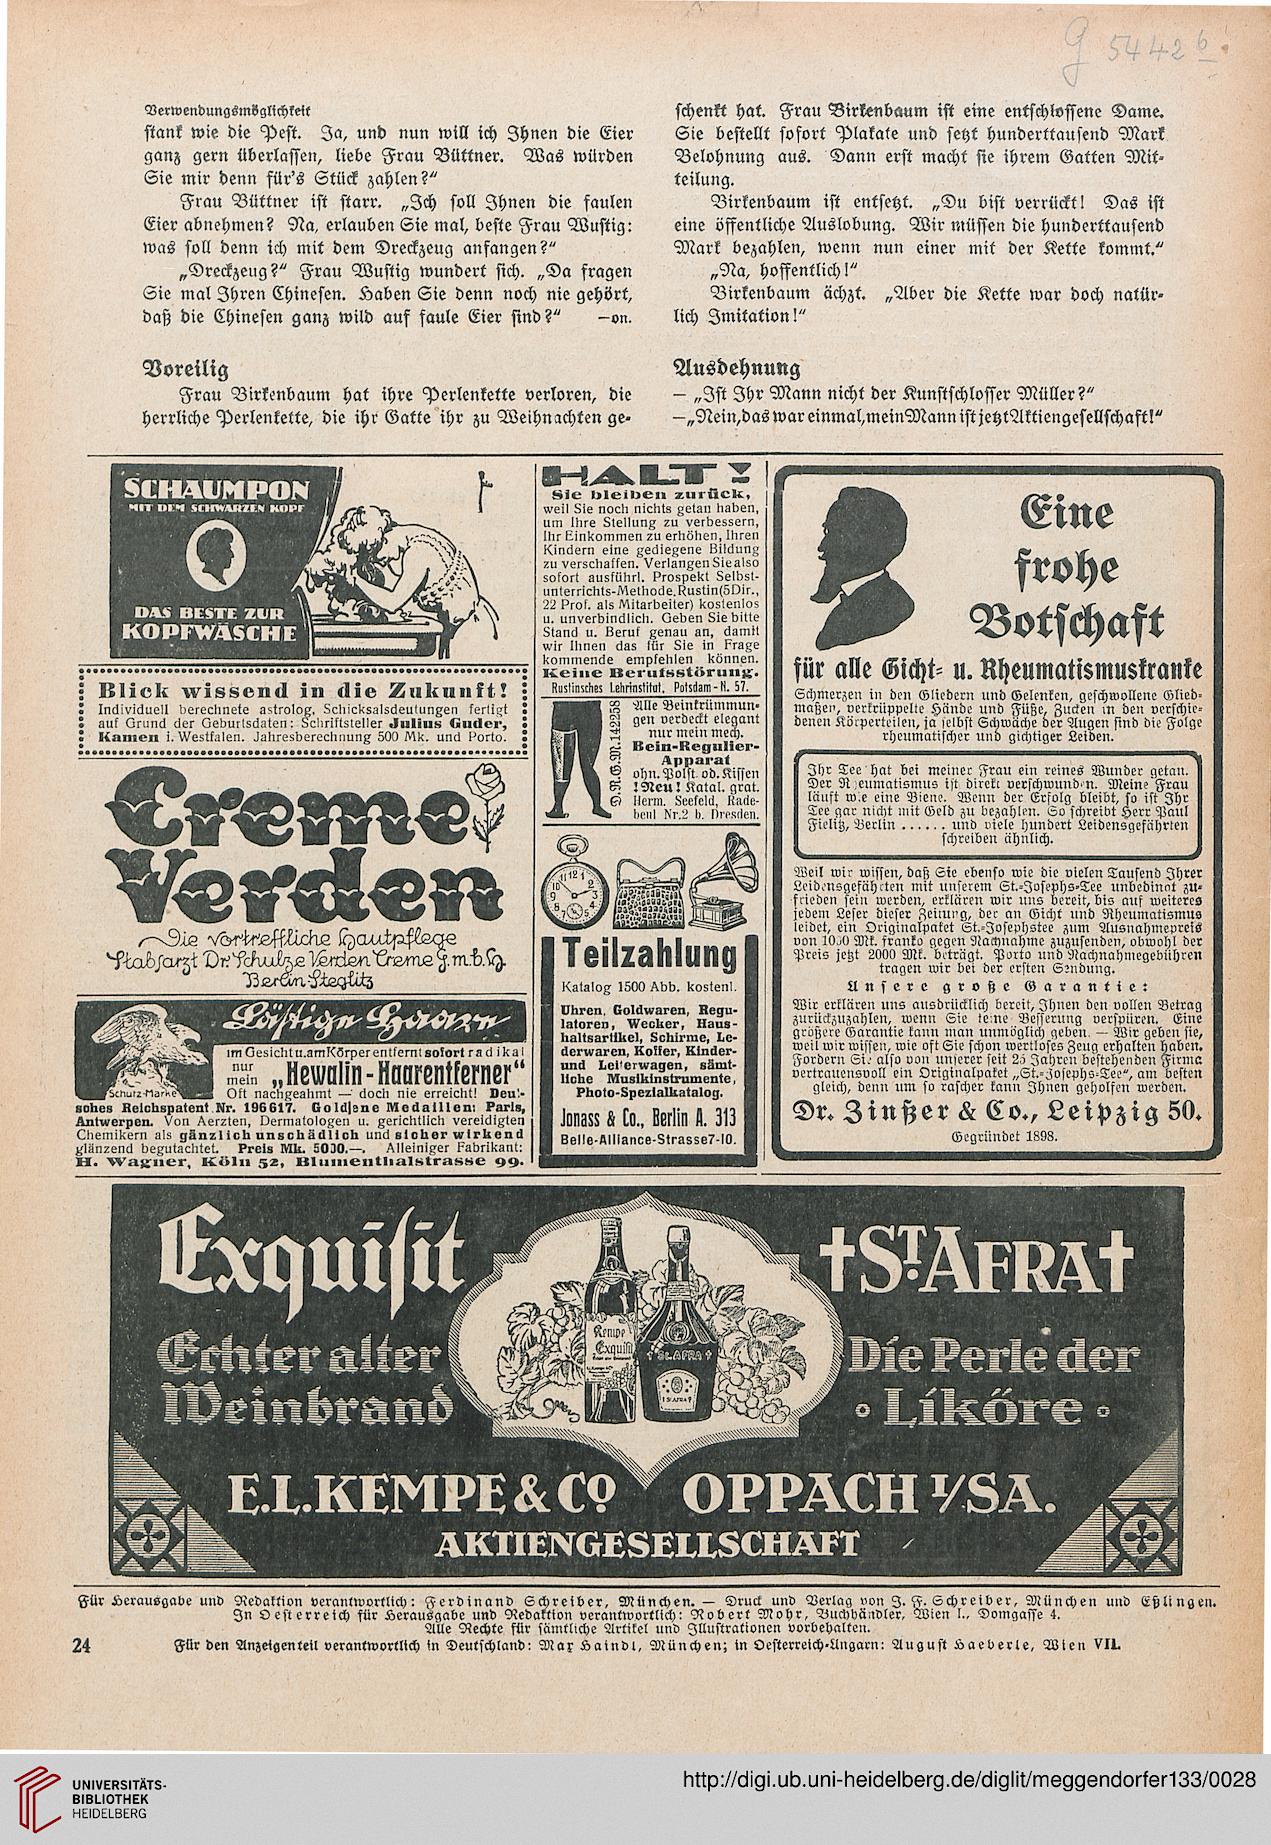 G 5442 b
Verwendungsmöglichkeit
stank wie die Pest. Ja, und nun will ich Ihnen die Eier
ganz gern überlassen, liebe Frau Büttner. Was würden
Sie mir denn für's Stück zahlen?"
Frau Büttner ist starr. „Ich soll Ihnen die faulen
Eier abnehmen? Na, erlauben Sie mal, beste Frau Wustig:
was soll denn ich mit dem Dreckzeug anfangen?"
„Dreckzeug?" Frau Wustig wundert sich. „Da fragen
Sie mal Ihren Chinesen. Haben Sie denn noch nie gehört,
daß die Chinesen ganz wild auf faule Eier sind?" —on.
Voreilig
Frau Birkenbaum hat ihre Perlenkette verloren, die
herrliche Perlenkette, die ihr Gatte ihr zu Weihnachten ge-
schenkt hat. Frau Birkenbaum ist eine entschlossene Dame.
Sie bestellt sofort Plakate und setzt hunderttausend Mark
Belohnung aus. Dann erst macht sie ihrem Gatten Mit-
teilung.
Birkenbaum ist entsetzt. „Du bist verrückt! Das ist
eine öffentliche Auslobung. Wir müssen die hunderttausend
Mark bezahlen, wenn nun einer mit der Kette kommt."
„Na, hoffentlich!"
Birkenbaum ächzt. „Aber die Kette war doch natür-
lich Imitation!"
Ausdehnung
— „Ist Ihr Mann nicht der Kunstschlosser Müller?"
— „Nein, das war einmal, mein Mann ist jetzt Aktiengesellschaft!"
SCHAUMPON
MIT DEM SCHWARZEN KOPF
DAS BESTE ZUR
KOPFWÄSCHE
Blick wissend in die Zukunft!
Individuell berechnete astrolog. Schicksalsdeutungen fertigt
auf Grund der Geburtsdaten: Schriftsteller Julius Guder,
Kamen i. Westfalen. Jahresberechnung 500 Mk. und Porto.
Creme
Verden
Die vortreffliche Hautpflege
Stabsarzt Dr Schulze Verden Creme G.m.b.H.
Berlin-Steglitz
Lästige Haare
im Gesicht u. am Körper entfernt sofort radikal
nur
mein „Hewalin-Haarentferner"
Schutz-Marke
Oft nachgeahmt — doch nie erreicht! Deut-
sches Reichspatent Nr. 196617. Goldene Medaillen: Paris,
Antwerpen. Von Aerzten, Dermatologen u. gerichtlich vereidigten
Chemikern als gänzlich unschädlich und sicher wirkend
glänzend begutachtet. Preis Mk. 5000.—. Alleiniger Fabrikant:
H. Wagner, Köln 52, Blumenthalstrasse 99.
HALT!
Sie bleiben zurück,
weil Sie noch nichts getan haben,
um Ihre Stellung zu verbessern,
Ihr Einkommen zu erhöhen, Ihren
Kindern eine gediegene Bildung
zu verschaffen. Verlangen Sie also
sofort ausführl. Prospekt Selbst-
unterrichts-Methode Rustin (5 Dir.,
22 Prof. als Mitarbeiter) kostenlos
u. unverbindlich. Geben Sie bitte
Stand u. Beruf genau an, damit
wir Ihnen das für Sie in Frage
kommende empfehlen können.
Keine Berufsstörung.
Rustinsches Lehrinstitut, Potsdam-N. 57.
D.R.G.M. 142258
Alle Beinkrümmun-
gen verdeckt elegant
nur mein mech.
Bein-Regulier-
Apparat
ohn. Polst. od. Kissen
!Neu! Katal. grat.
Herm. Seefeld, Rade-
beul Nr.2 b. Dresden.
Teilzahlung
Katalog 1500 Abb. kostenl.
Uhren, Goldwaren, Regu-
latoren, Wecker, Haus-
haltsartikel, Schirme, Le-
derwaren, Koffer, Kinder-
und Leiterwagen, sämt-
liche Musikinstrumente,
Photo-Spezialkatalog.
Jonass & Co., Berlin A. 313
Belle-Alliance-Strasse 7-10.
Eine
frohe
Botschaft
für alle Gicht- u. Rheumatismuskranke
Schmerzen in den Gliedern und Gelenken, geschwollene Glied-
maßen, verkrüppelte Hände und Füße, Zucken in den verschie-
denen Körperteilen, ja selbst Schwäche der Augen sind die Folge
rheumatischer und gichtiger Leiden.
Ihr Tee hat bei meiner Frau ein reines Wunder getan.
Der Rheumatismus ist direkt verschwunden. Meine Frau
läuft wie eine Biene. Wenn der Erfolg bleibt, so ist Ihr
Tee gar nicht mit Geld zu bezahlen. So schreibt Herr Paul
Fielitz, Berlin ...... und viele hundert Leidensgefährten
schreiben ähnlich.
Weil wir wissen, daß Sie ebenso wie die vielen Tausend Ihrer
Leidensgefährten mit unserem St.-Josephs-Tee unbedingt zu-
frieden sein werden, erklären wir uns bereit, bis auf weiteres
jedem Leser dieser Zeitung, der an Gicht und Rheumatismus
leidet, ein Originalpaket St.-Josephstee zum Ausnahmepreis
von 1050 Mk. franko gegen Nachnahme zuzusenden, obwohl der
Preis jetzt 2000 Mk. beträgt. Porto und Nachnahmegebühren
tragen wir bei der ersten Sendung.
Unsere große Garantie:
Wir erklären uns ausdrücklich bereit, Ihnen den vollen Betrag
zurückzuzahlen, wenn Sie keine Besserung verspüren. Eine
größere Garantie kann man unmöglich geben. — Wir geben sie,
weil wir wissen, wie oft Sie schon wertloses Zeug erhalten haben.
Fordern Sie also von unserer seit 25 Jahren bestehenden Firma
vertrauensvoll ein Originalpaket „St.-Josephs-Tee", am besten
gleich, denn um so rascher kann Ihnen geholfen werden.
Dr. Zinßer & Co., Leipzig 50.
Gegründet 1898.
Exquisit
Echter alter
Weinbrand
Kempe
Exquisit
†ST.AFRA†
†ST. AFRA†
Die Perle der
Liköre
E.L.KEMPE & CO OPPACH I/SA.
AKTIENGESELLSCHAFT
Für Herausgabe und Redaktion verantwortlich: Ferdinand Schreiber, München. — Druck und Verlag von J. F. Schreiber, München und Eßlingen.
In Oesterreich für Herausgabe und Redaktion verantwortlich: Robert Mohr, Buchhändler, Wien I., Domgasse 4.
Alle Rechte für sämtliche Artikel und Illustrationen vorbehalten.
24 Für den Anzeigenteil verantwortlich in Deutschland: Max Haindl, München; in Oesterreich-Ungarn: August Haeberle, Wien VII.
UNIVERSITÄTS-
BIBLIOTHEK
HEIDELBERG
http://digi.ub.uni-heidelberg.de/diglit/meggendorfer133/0028